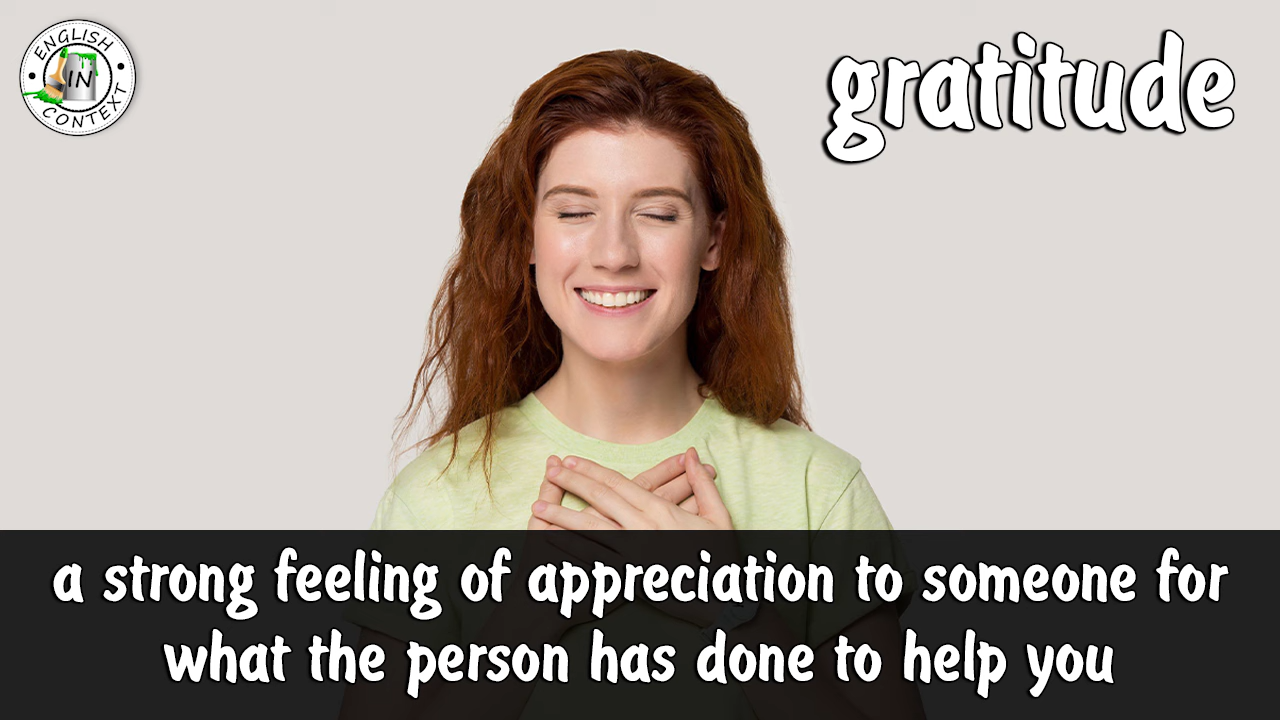 ENGLISH
IN
CONTEXT
gratitude
a strong feeling of appreciation to someone for
what the person has done to help you